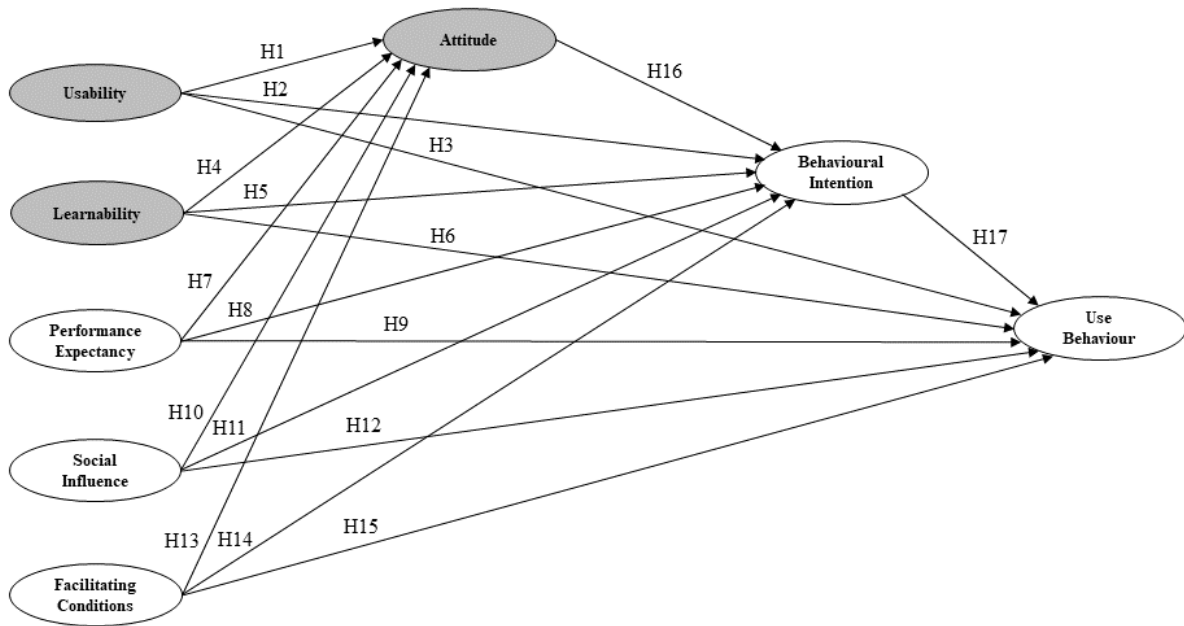 Attitude
H1
H16
Usability
H2
H3
Behavioural
Intention
H4
H5
Learnability
H6
H17
H7
H8
H9
Performance
Expectancy
Use
Behaviour
H10
H11
H12
Social
Influence
H13
H14
H15
Facilitating
Conditions